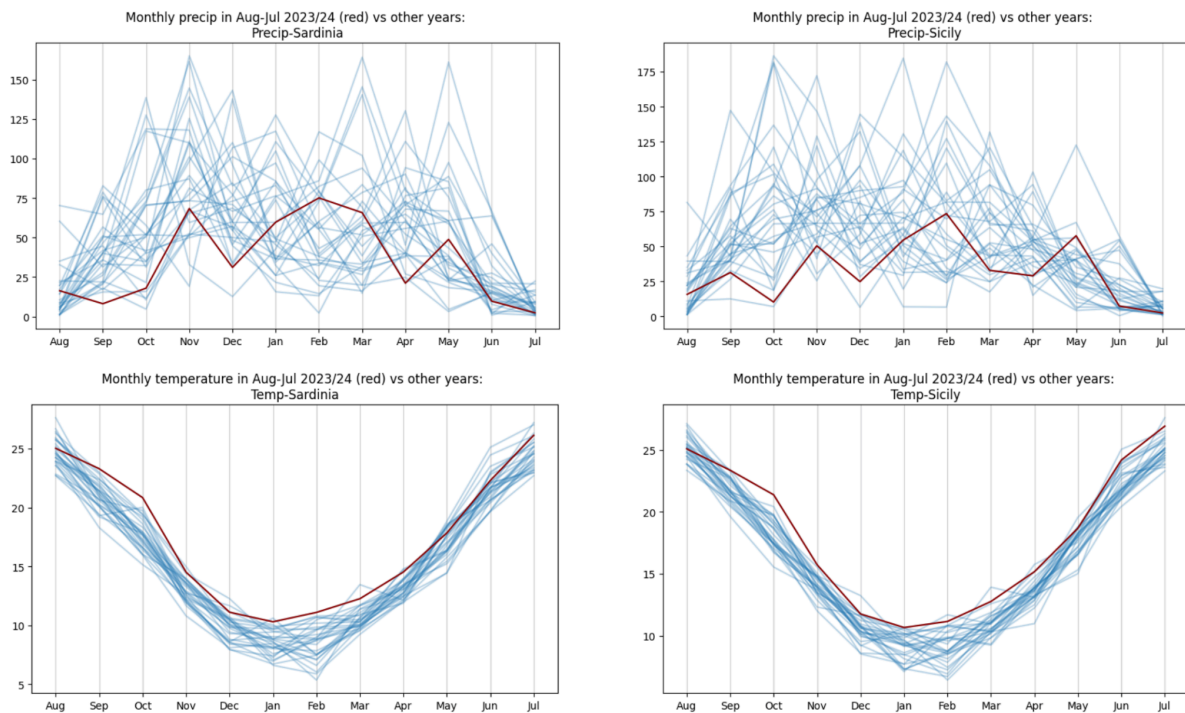 Monthly precip in Aug-Jul 2023/24 (red) vs other years:
Precip-Sardinia
150
125
100
75
50
25
0
Aug Sep Oct Nov Dec Jan Feb Mar Apr May Jun Jul
Monthly precip in Aug-Jul 2023/24 (red) vs other years:
Precip-Sicily
175
150
125
100
75
50
25
0
Aug Sep Oct Nov Dec Jan Feb Mar Apr May Jun Jul
Monthly temperature in Aug-Jul 2023/24 (red) vs other years:
Temp-Sardinia
25
20
15
10
5
Aug Sep Oct Nov Dec Jan Feb Mar Apr May Jun Jul
Monthly temperature in Aug-Jul 2023/24 (red) vs other years:
Temp-Sicily
25
20
15
10
Aug Sep Oct Nov Dec Jan Feb Mar Apr May Jun Jul